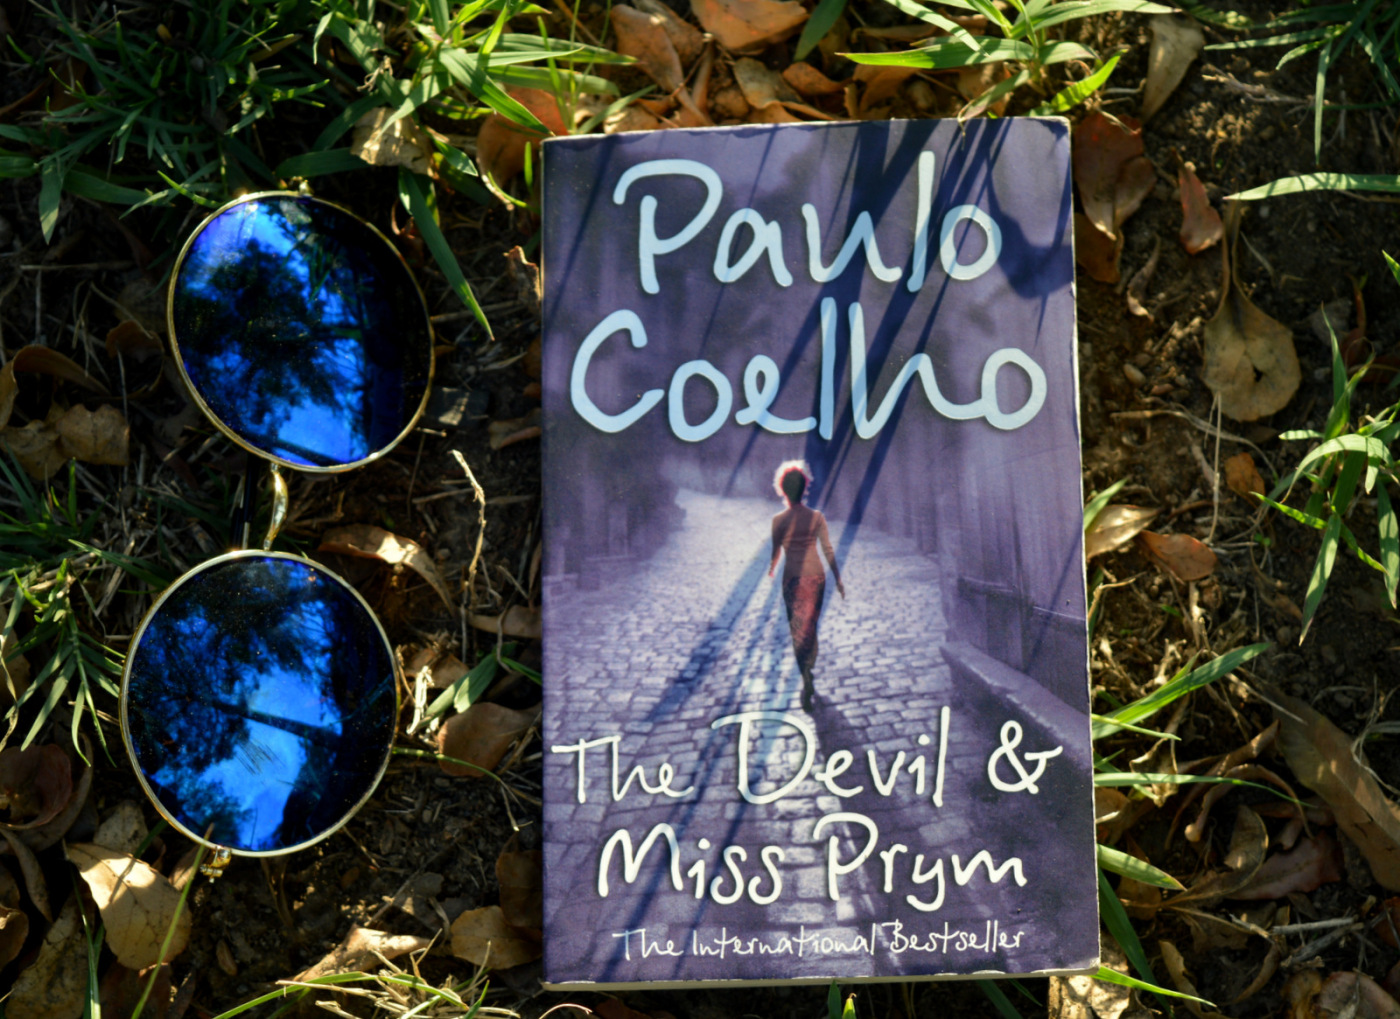 Paulo
Coelho
The Devil &
Miss Prym
The International Bestseller